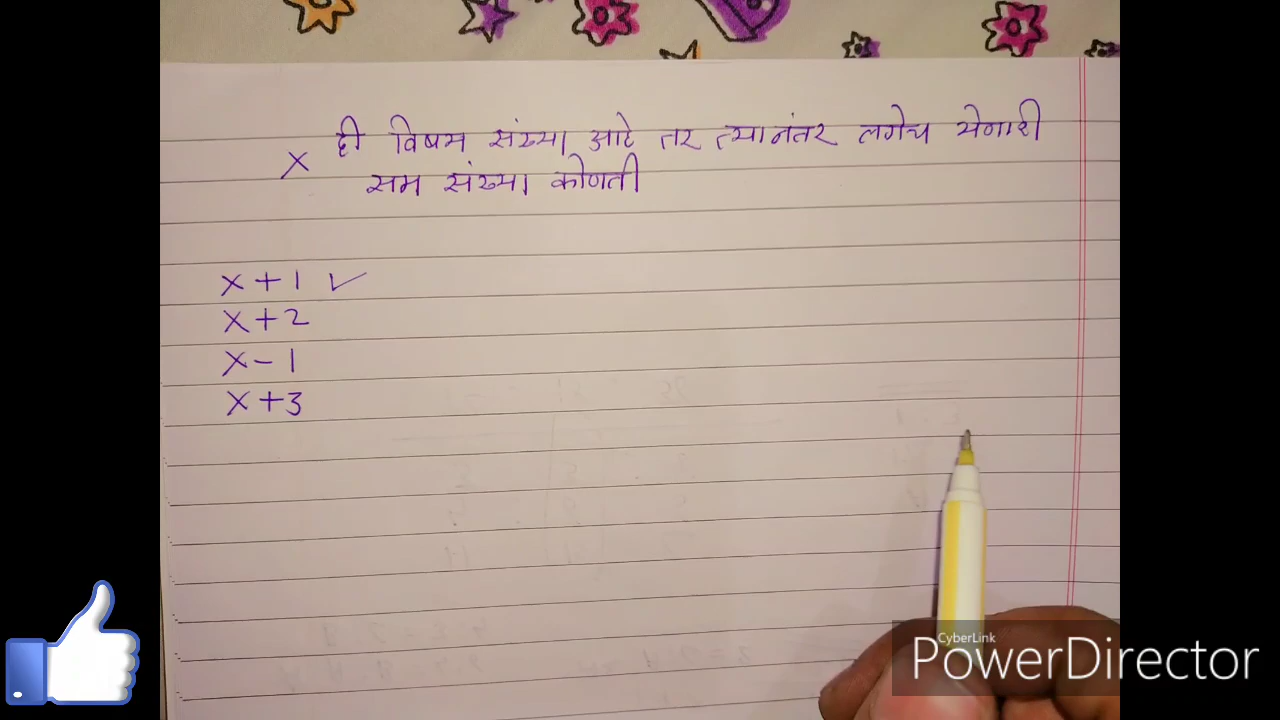 x ही विषम संख्या आहे तर त्यानंतर लगेच येणारी
सम संख्या कोणती
x + 1 ✓
x + 2
x - 1
x + 3
CyberLink
PowerDirector